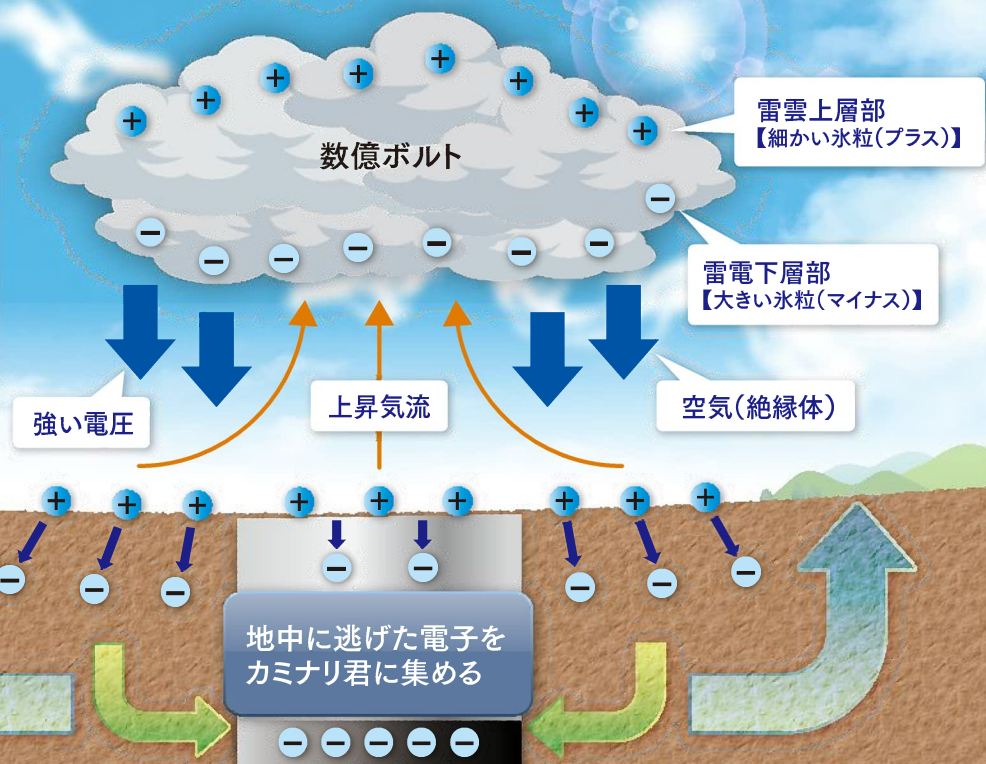 数億ボルト
雷雲上層部
【細かい氷粒(プラス)】
雷電下層部
【大きい氷粒(マイナス)】
強い電圧
上昇気流
空気(絶縁体)
地中に逃げた電子を
カミナリ君に集める